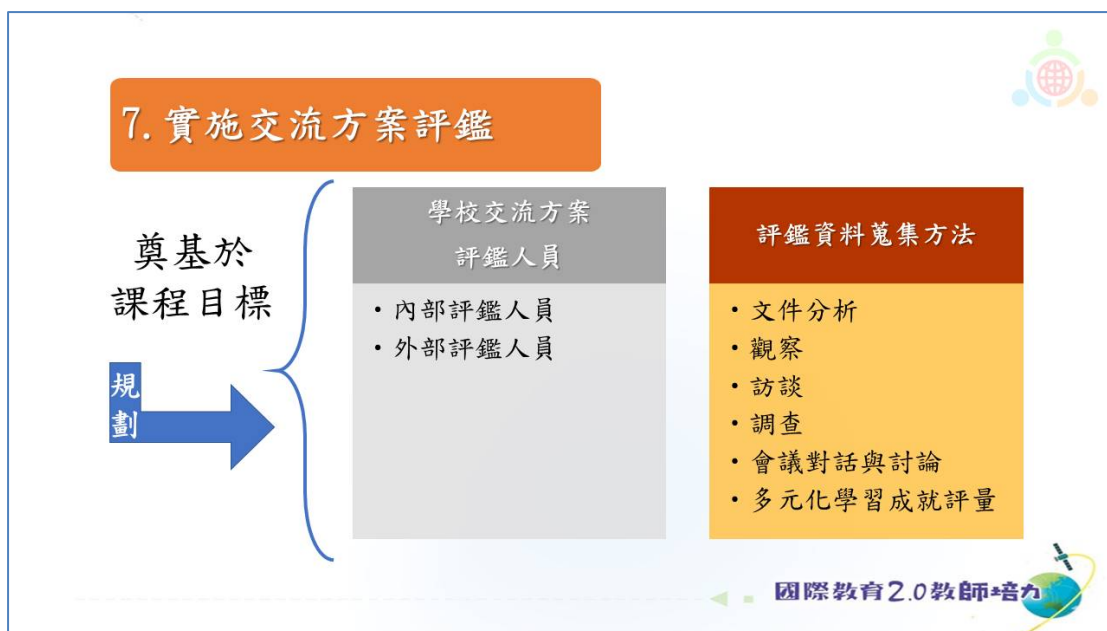 7. 實施交流方案評鑑
奠基於
課程目標
規
劃
學校交流方案
評鑑人員
• 內部評鑑人員
• 外部評鑑人員
評鑑資料蒐集方法
• 文件分析
• 觀察
• 訪談
• 調查
• 會議對話與討論
• 多元化學習成就評量
國際教育2.0教師培力